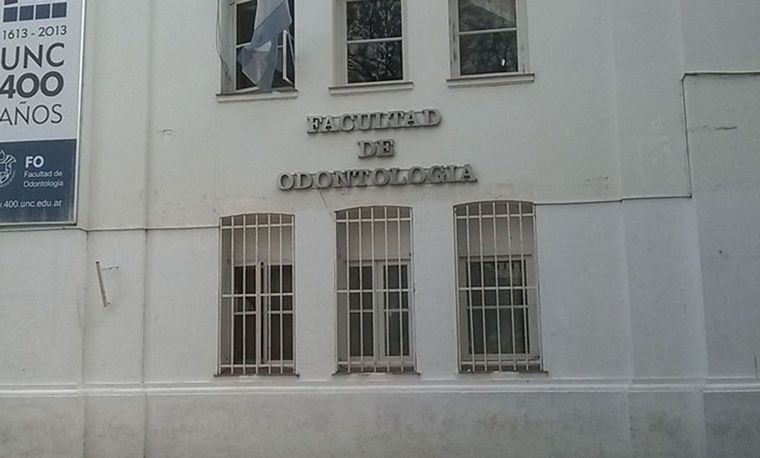 1613 - 2013
UNC
400
AÑOS
FO
Facultad de
Odontología
.400.unc.edu.ar
FACULTAD
DE
ODONTOLOGIA